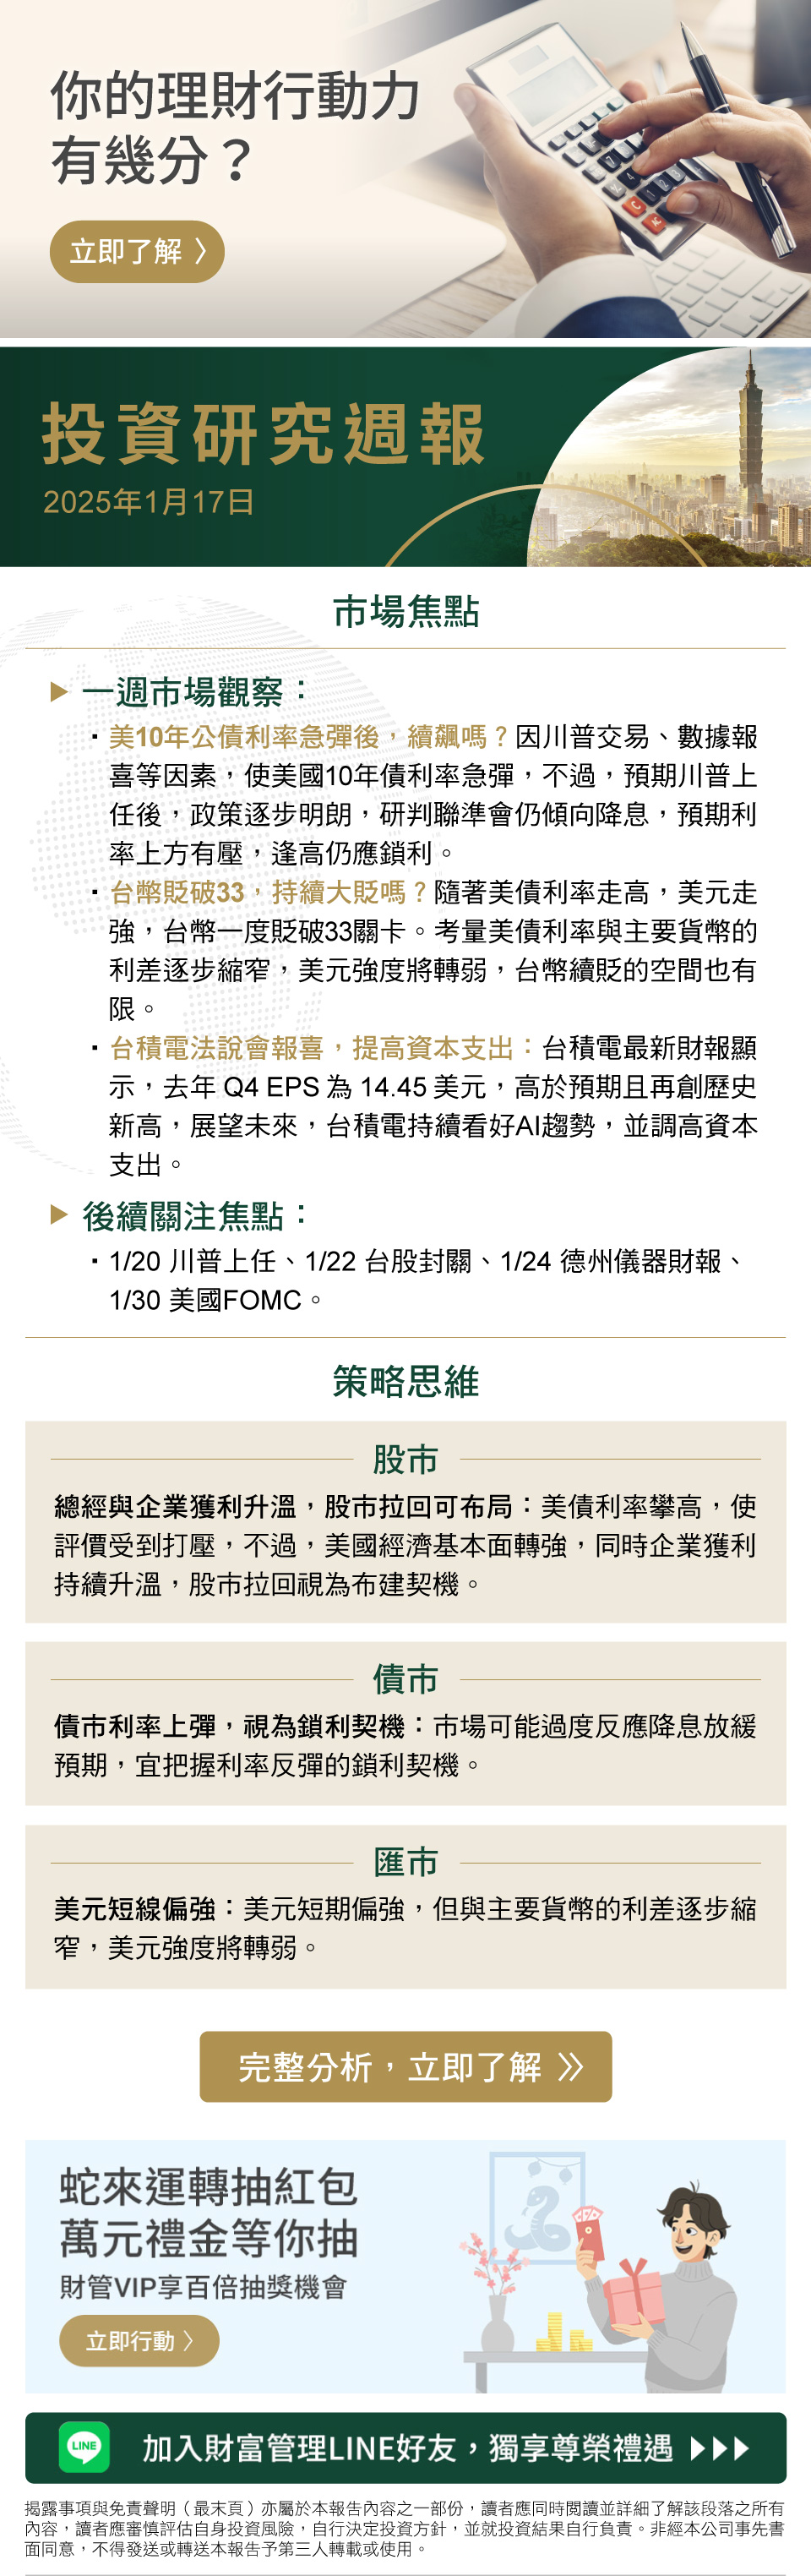 你的理財行動力
有幾分？
立即了解 〉
投資研究週報
2025年1月17日
市場焦點
▶ 一週市場觀察：
・美10年公債利率急彈後，續飆嗎？因川普交易、數據報
喜等因素，使美國10年債利率急彈，不過，預期川普上
任後，政策逐步明朗，研判聯準會仍傾向降息，預期利
率上方有壓，逢高仍應鎖利。
・台幣貶破33，持續大貶嗎？隨著美債利率走高，美元走
強，台幣一度貶破33關卡。考量美債利率與主要貨幣的
利差逐步縮窄，美元強度將轉弱，台幣續貶的空間也有
限。
・台積電法說會報喜，提高資本支出：台積電最新財報顯
示，去年 Q4 EPS 為 14.45 美元，高於預期且再創歷史
新高，展望未來，台積電持續看好AI趨勢，並調高資本
支出。
▶ 後續關注焦點：
・1/20 川普上任、1/22 台股封關、1/24 德州儀器財報、
1/30 美國FOMC。
策略思維
股市
總經與企業獲利升溫，股市拉回可布局：美債利率攀高，使
評價受到打壓，不過，美國經濟基本面轉強，同時企業獲利
持續升溫，股市拉回視為布建契機。
債市
債市利率上彈，視為鎖利契機：市場可能過度反應降息放緩
預期，宜把握利率反彈的鎖利契機。
匯市
美元短線偏強：美元短期偏強，但與主要貨幣的利差逐步縮
窄，美元強度將轉弱。
完整分析，立即了解 》
蛇來運轉抽紅包
萬元禮金等你抽
財管VIP享百倍抽獎機會
立即行動 〉
LINE 加入財富管理LINE好友，獨享尊榮禮遇 ▶▶▶
揭露事項與免責聲明（最末頁）亦屬於本報告內容之一部份，讀者應同時閱讀並詳細了解該段落之所有
內容，讀者應審慎評估自身投資風險，自行決定投資方針，並就投資結果自行負責。非經本公司事先書
面同意，不得發送或轉送本報告予第三人轉載或使用。